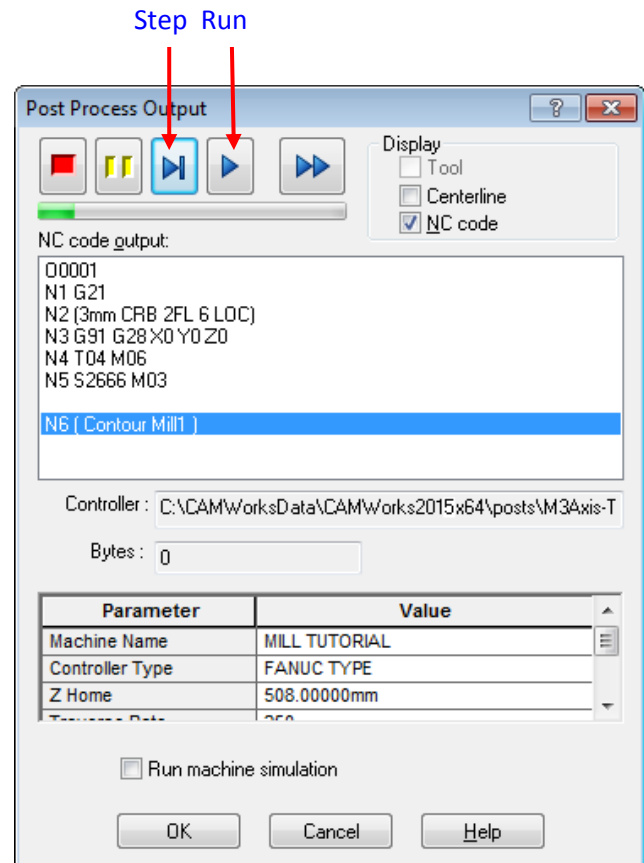 Step Run
Post Process Output
Display
Tool
Centerline
NC code
NC code output:
O0001
N1 G21
N2 (3mm CRB 2FL 6 LOC)
N3 G91 G28 X0 Y0 Z0
N4 T04 M06
N5 S2666 M03
N6 ( Contour Mill1 )
Controller : C:\CAMWorksData\CAMWorks2015x64\posts\M3Axis-T
Bytes : 0
Parameter Value
Machine Name MILL TUTORIAL
Controller Type FANUC TYPE
Z Home 508.00000mm
Run machine simulation
OK Cancel Help